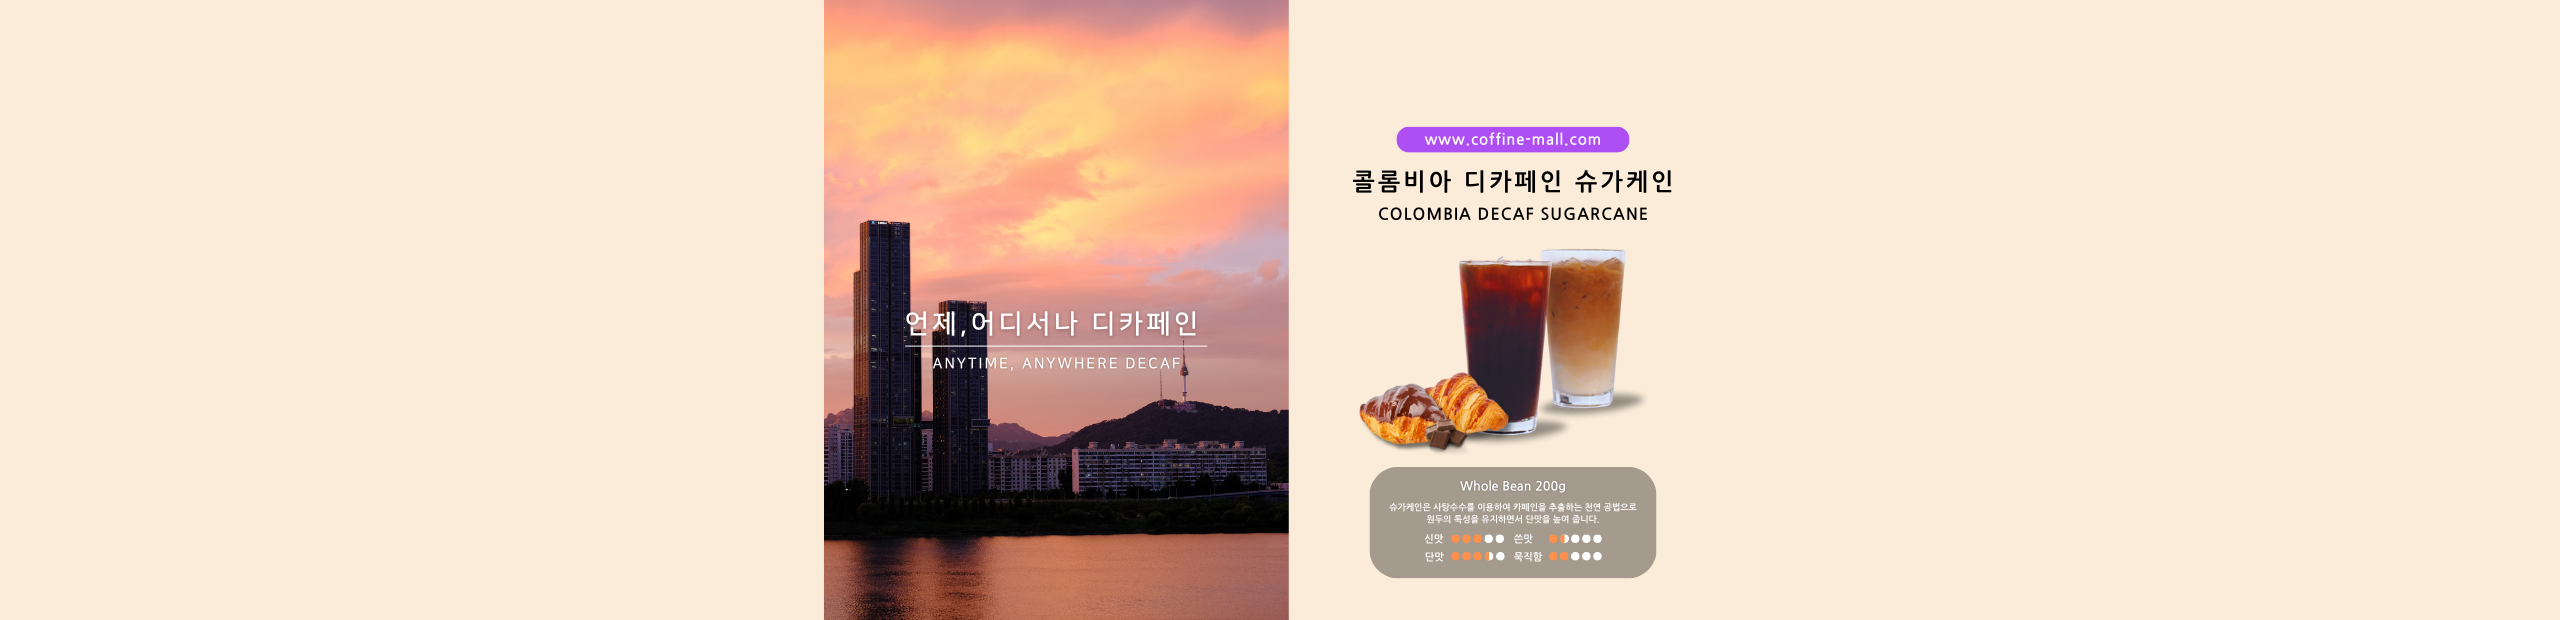 언제,어디서나 디카페인
ANYTIME, ANYWHERE DECAF
www.coffine-mall.com
콜롬비아 디카페인 슈가케인
COLOMBIA DECAF SUGARCANE
Whole Bean 200g
슈가케인은 사탕수수를 이용하여 카페인을 추출하는 천연 공법으로
원두의 특성을 유지하면서 단맛을 높여 줍니다.
신맛 쓴맛
단맛 묵직함